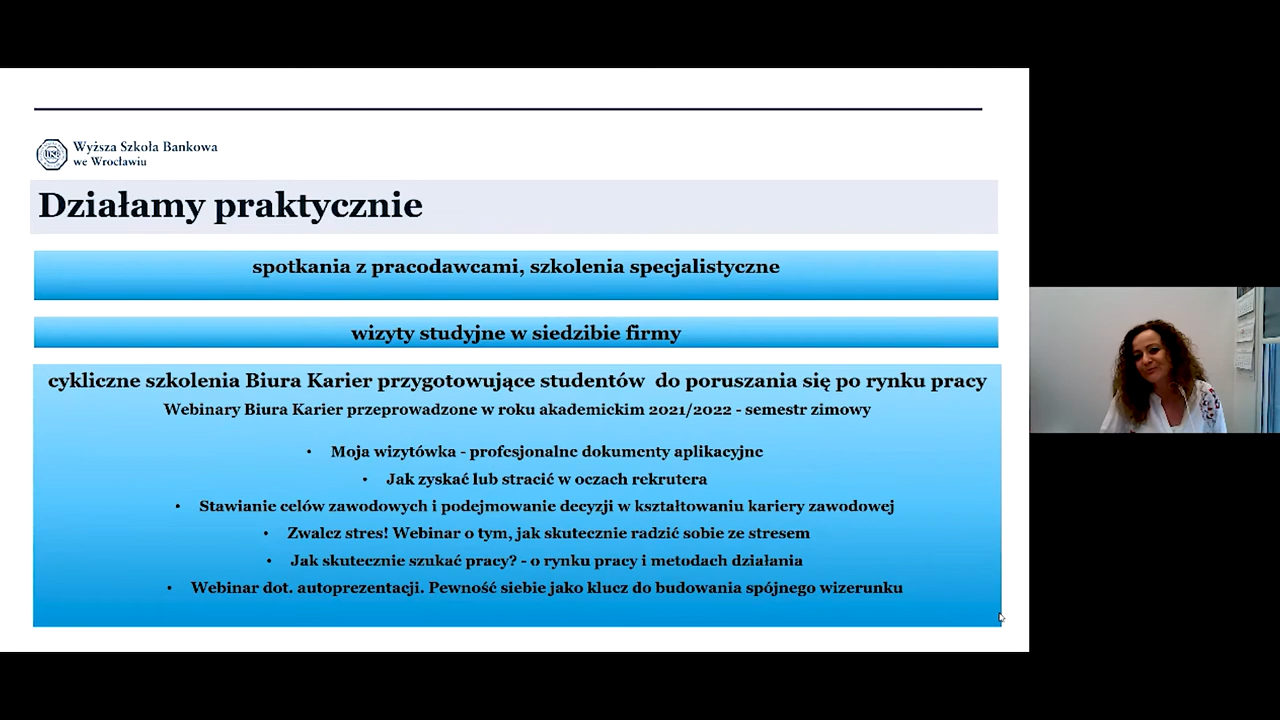 Wyższa Szkoła Bankowa
we Wrocławiu
Działamy praktycznie
spotkania z pracodawcami, szkolenia specjalistyczne
wizyty studyjne w siedzibie firmy
cykliczne szkolenia Biura Karier przygotowujące studentów do poruszania się po rynku pracy
Webinary Biura Karier przeprowadzone w roku akademickim 2021/2022 - semestr zimowy
• Moja wizytówka - profesjonalne dokumenty aplikacyjne
• Jak zyskać lub stracić w oczach rekrutera
• Stawianie celów zawodowych i podejmowanie decyzji w kształtowaniu kariery zawodowej
• Zwalcz stres! Webinar o tym, jak skutecznie radzić sobie ze stresem
• Jak skutecznie szukać pracy? - o rynku pracy i metodach działania
• Webinar dot. autoprezentacji. Pewność siebie jako klucz do budowania spójnego wizerunku